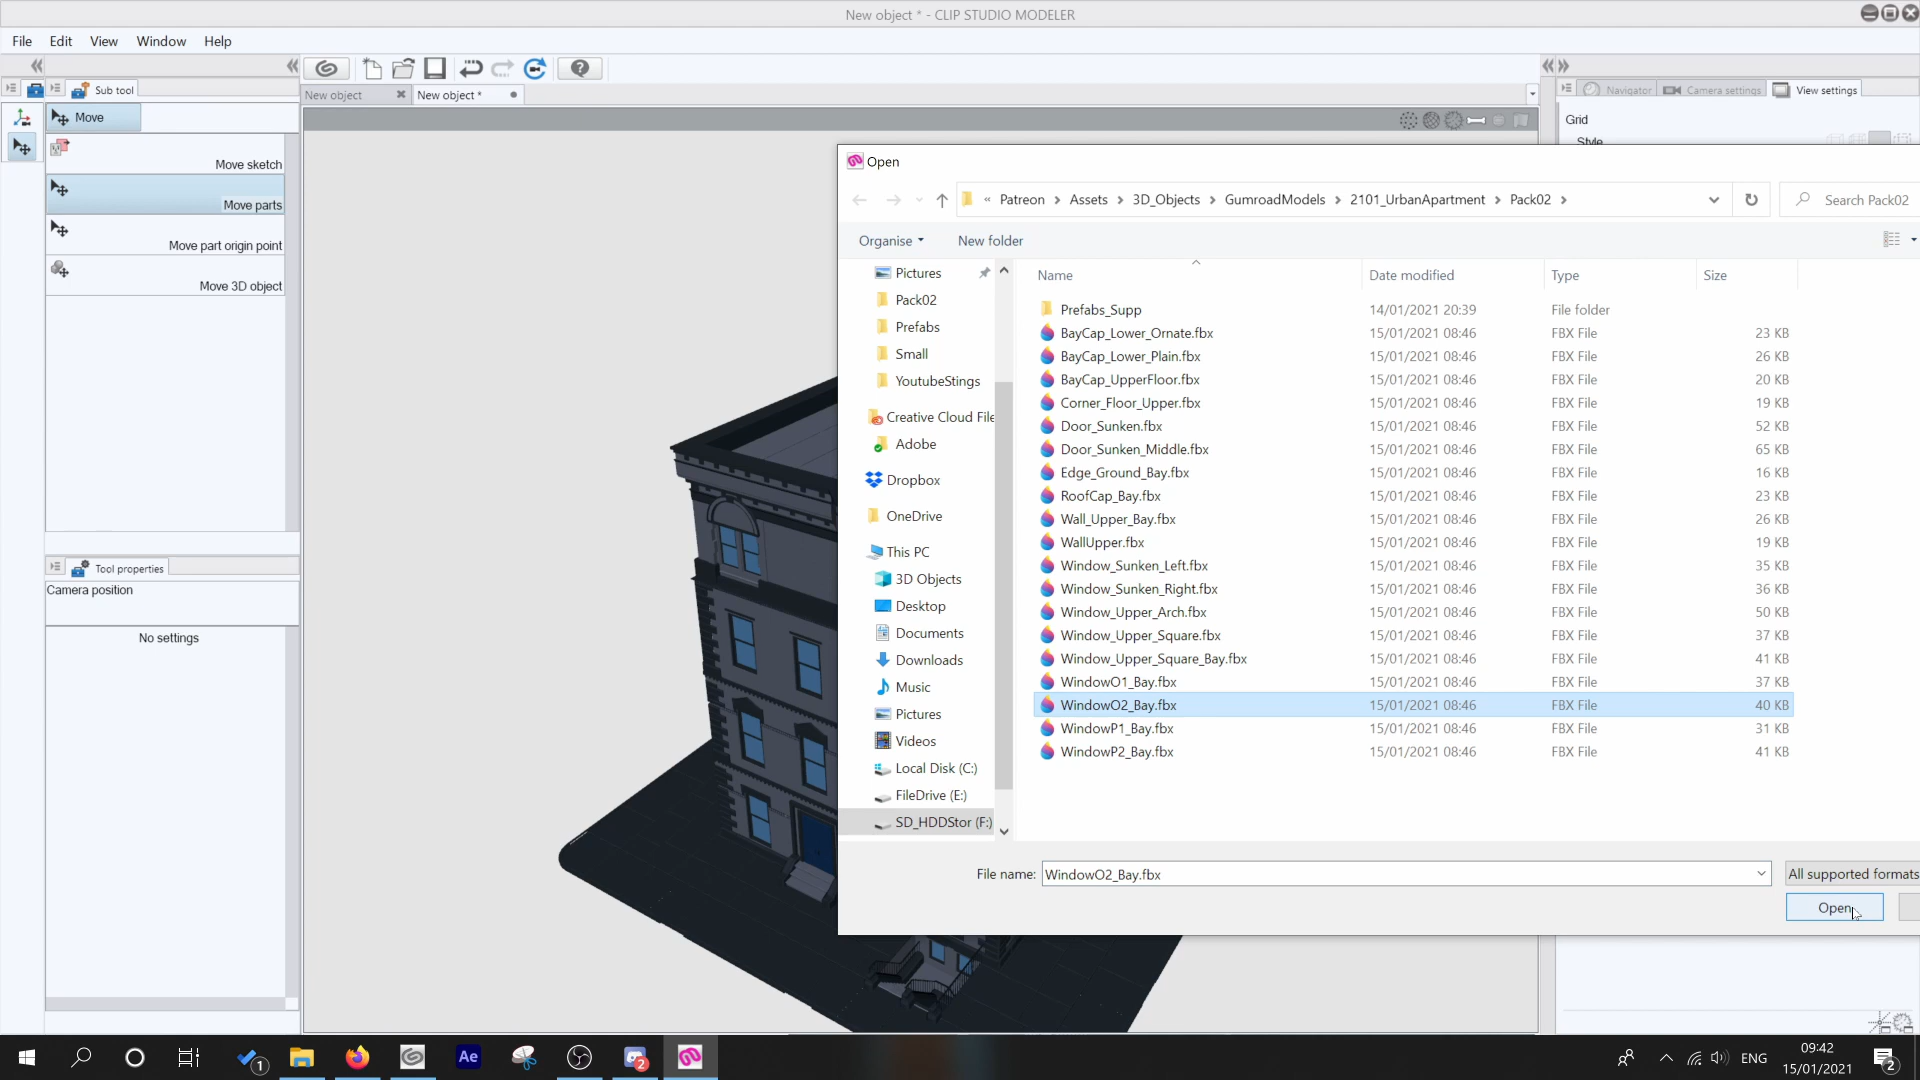 New object * - CLIP STUDIO MODELER
File Edit View Window Help
Sub tool
New object
New object *
Navigator
Camera settings
View settings
Move
Move sketch
Move parts
Move part origin point
Move 3D object
Tool properties
Camera position
No settings
Grid
Style
Open
« Patreon > Assets > 3D_Objects > GumroadModels > 2101_UrbanApartment > Pack02 >
Search Pack02
Organise
New folder
Pictures
Pack02
Prefabs
Small
YoutubeStings
Creative Cloud File
Adobe
Dropbox
OneDrive
This PC
3D Objects
Desktop
Documents
Downloads
Music
Pictures
Videos
Local Disk (C:)
FileDrive (E:)
SD_HDDStor (F:)
Name Date modified Type Size
Prefabs_Supp 14/01/2021 20:39 File folder
BayCap_Lower_Ornate.fbx 15/01/2021 08:46 FBX File 23 KB
BayCap_Lower_Plain.fbx 15/01/2021 08:46 FBX File 26 KB
BayCap_UpperFloor.fbx 15/01/2021 08:46 FBX File 20 KB
Corner_Floor_Upper.fbx 15/01/2021 08:46 FBX File 19 KB
Door_Sunken.fbx 15/01/2021 08:46 FBX File 52 KB
Door_Sunken_Middle.fbx 15/01/2021 08:46 FBX File 65 KB
Edge_Ground_Bay.fbx 15/01/2021 08:46 FBX File 16 KB
RoofCap_Bay.fbx 15/01/2021 08:46 FBX File 23 KB
Wall_Upper_Bay.fbx 15/01/2021 08:46 FBX File 26 KB
WallUpper.fbx 15/01/2021 08:46 FBX File 19 KB
Window_Sunken_Left.fbx 15/01/2021 08:46 FBX File 35 KB
Window_Sunken_Right.fbx 15/01/2021 08:46 FBX File 36 KB
Window_Upper_Arch.fbx 15/01/2021 08:46 FBX File 50 KB
Window_Upper_Square.fbx 15/01/2021 08:46 FBX File 37 KB
Window_Upper_Square_Bay.fbx 15/01/2021 08:46 FBX File 41 KB
WindowO1_Bay.fbx 15/01/2021 08:46 FBX File 37 KB
WindowO2_Bay.fbx 15/01/2021 08:46 FBX File 40 KB
WindowP1_Bay.fbx 15/01/2021 08:46 FBX File 31 KB
WindowP2_Bay.fbx 15/01/2021 08:46 FBX File 41 KB
File name: WindowO2_Bay.fbx
All supported formats
Open
1
Ae
2
ENG
09:42
15/01/2021
2